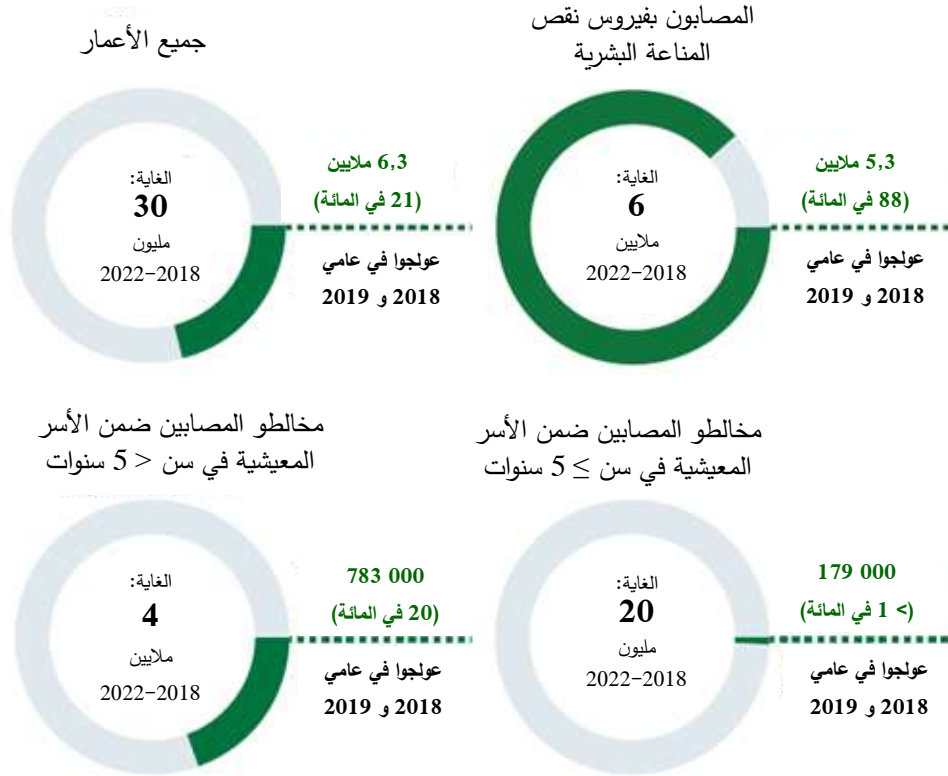 المصابون بفيروس نقص
المناعة البشرية
الغاية:
6
ملايين
2018-2022
5,3 ملايين
(88 في المائة)
عولجوا في عامي
2018 و 2019
جميع الأعمار
الغاية:
30
مليون
2018-2022
6,3 ملايين
(21 في المائة)
عولجوا في عامي
2018 و 2019
مخالطو المصابين ضمن الأسر
المعيشية في سن ≥ 5 سنوات
الغاية:
20
مليون
2018-2022
179 000
(< 1 في المائة)
عولجوا في عامي
2018 و 2019
مخالطو المصابين ضمن الأسر
المعيشية في سن < 5 سنوات
الغاية:
4
ملايين
2018-2022
783 000
(20 في المائة)
عولجوا في عامي
2018 و 2019